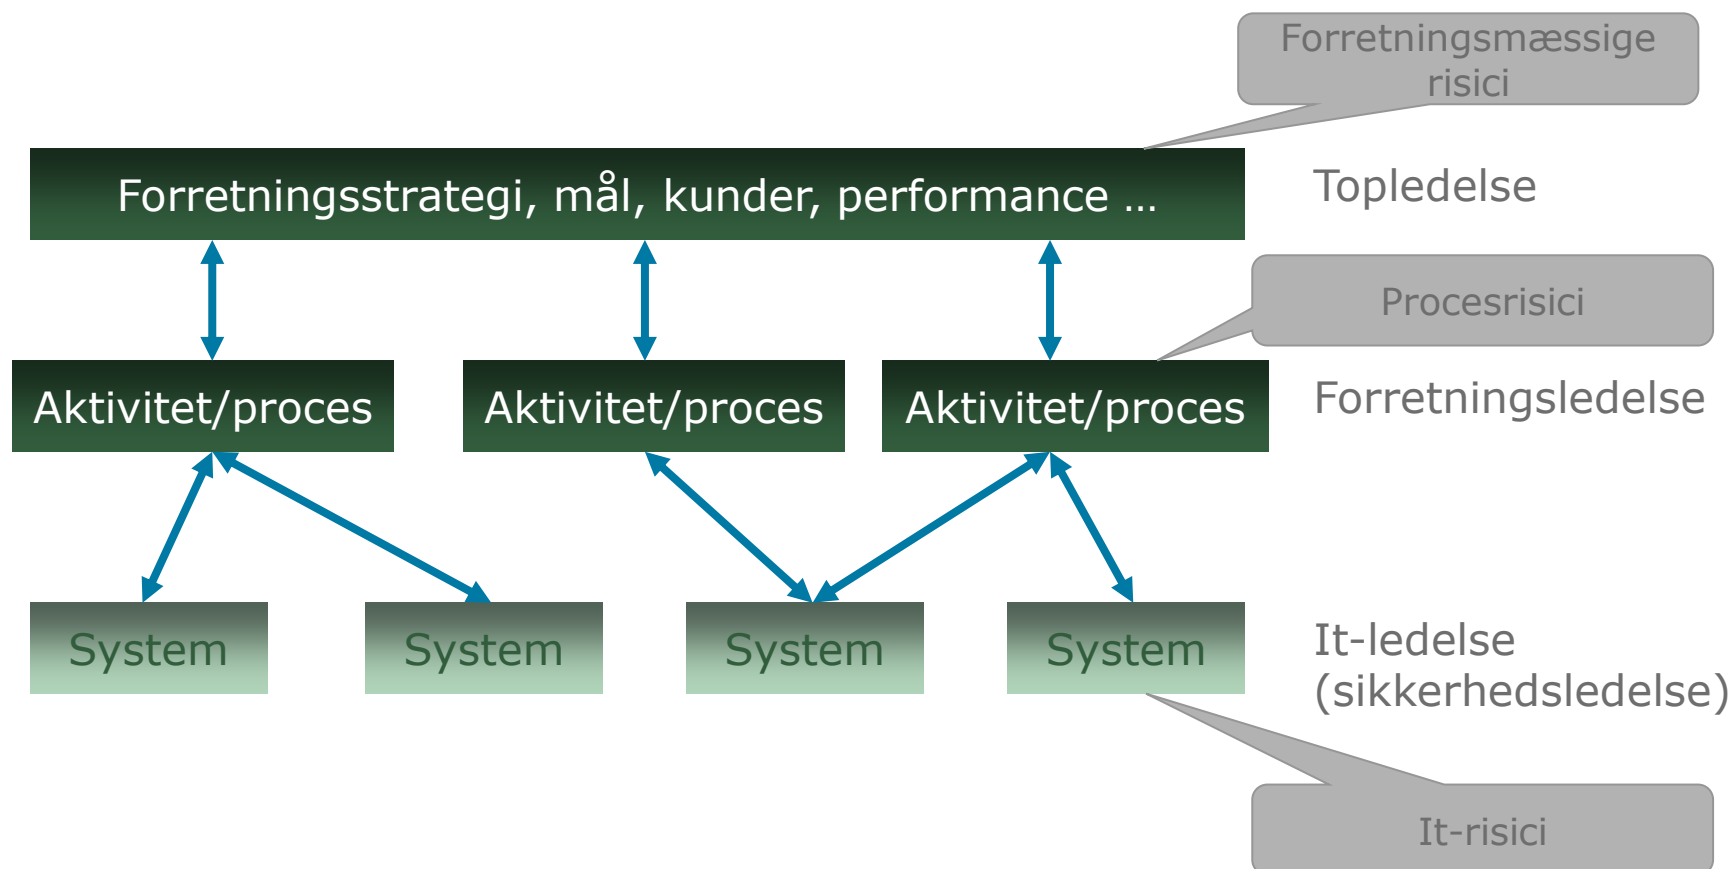 Forretningsmæssige
risici
Forretningsstrategi, mål, kunder, performance …
Topledelse
Procesrisici
Aktivitet/proces
Aktivitet/proces
Aktivitet/proces
Forretningsledelse
System
System
System
System
It-ledelse
(sikkerhedsledelse)
It-risici